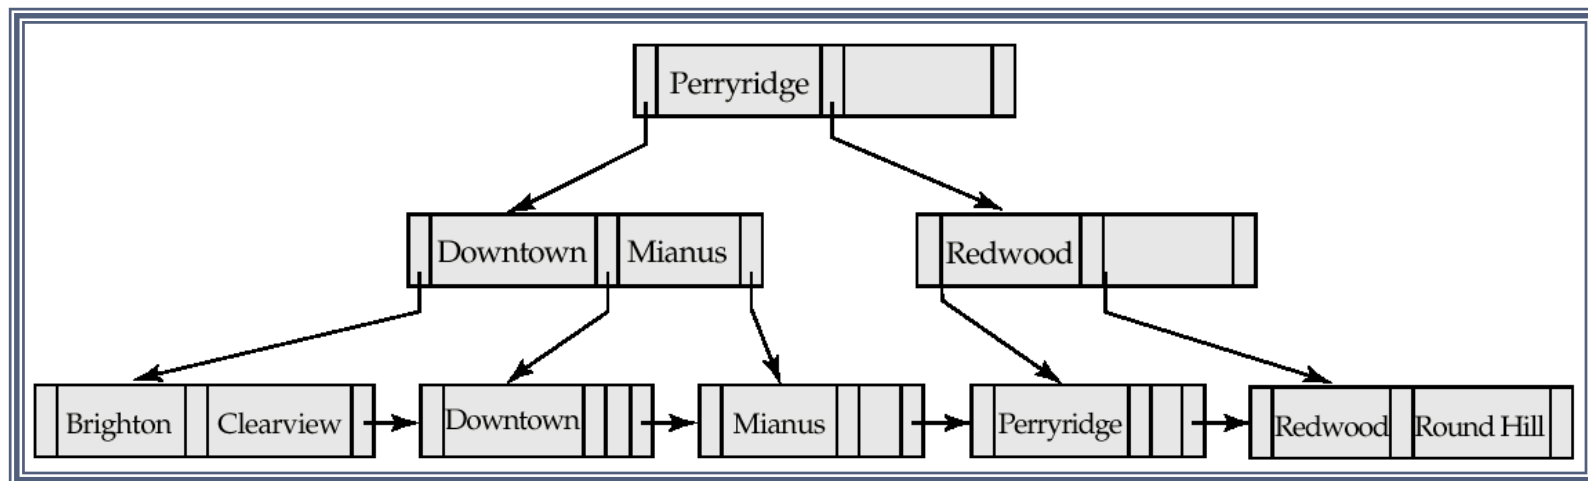 Perryridge
Downtown Mianus Redwood
Brighton Clearview Downtown Mianus Perryridge Redwood Round Hill